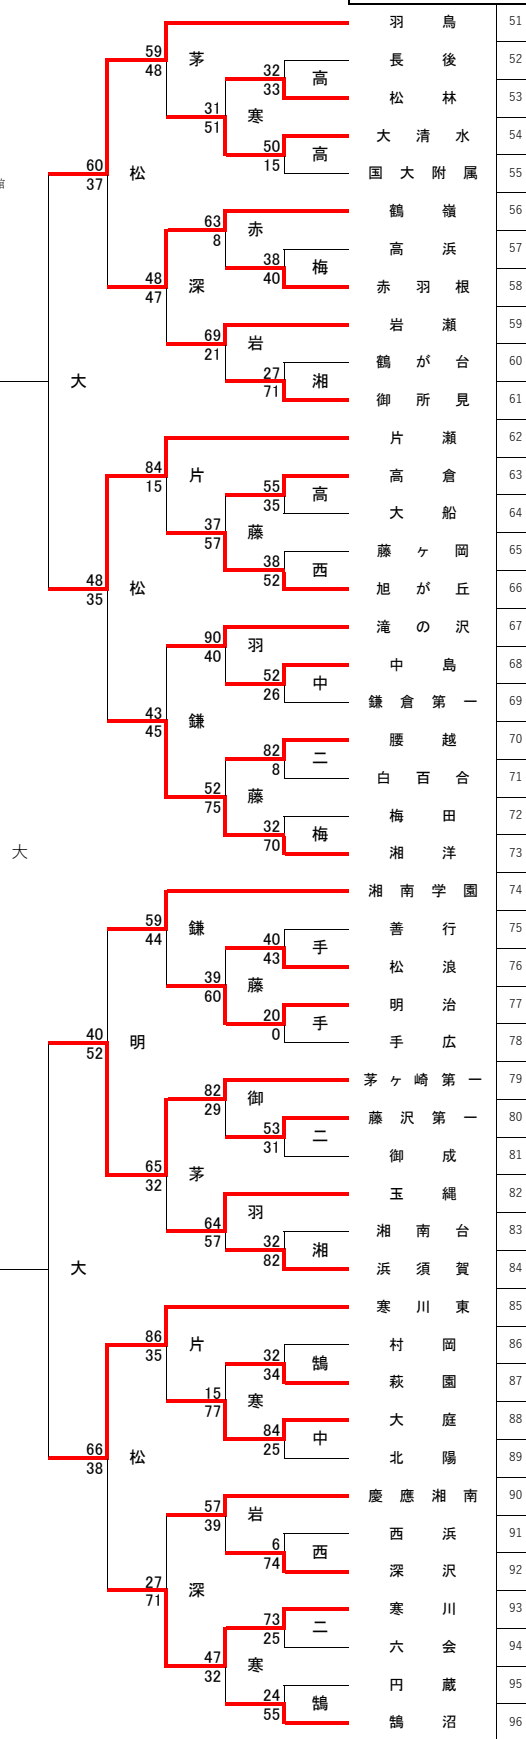 羽鳥 51
59 茅
48
長後 52
32 高
33
松林 53
31 寒
51
大清水 54
50 高
15
国大附属 55
60 松
37
館
鶴嶺 56
63 赤
8
高浜 57
38 梅
40
赤羽根 58
48 深
47
岩瀬 59
69 岩
21
鶴が台 60
27 湘
71
御所見 61
大
片瀬 62
84 片
15
高倉 63
55 高
35
大船 64
37 藤
57
藤ヶ岡 65
38 西
52
旭が丘 66
48 松
35
滝の沢 67
90 羽
40
中島 68
52 中
26
鎌倉第一 69
43 鎌
45
腰越 70
82 二
8
白百合 71
52 藤
75
梅田 72
32 梅
70
湘洋 73
大
湘南学園 74
59 鎌
44
善行 75
40 手
43
松浪 76
39 藤
60
明治 77
20 手
0
手広 78
40 明
52
茅ヶ崎第一 79
82 御
29
藤沢第一 80
53 二
31
御成 81
65 茅
32
玉縄 82
64 羽
57
湘南台 83
32 湘
82
浜須賀 84
大
寒川東 85
86 片
35
村岡 86
32 鵠
34
萩園 87
15 寒
77
大庭 88
84 中
25
北陽 89
66 松
38
慶應湘南 90
57 岩
39
西浜 91
6 西
74
深沢 92
27 深
71
寒川 93
73 二
25
六会 94
47 寒
32
円蔵 95
24 鵠
55
鵠沼 96